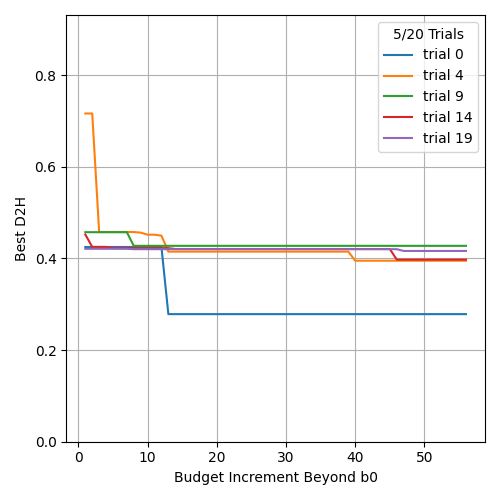 5/20 Trials
trial 0
trial 4
trial 9
trial 14
trial 19
Best D2H
0.8
0.6
0.4
0.2
0.0
0 10 20 30 40 50
Budget Increment Beyond b0